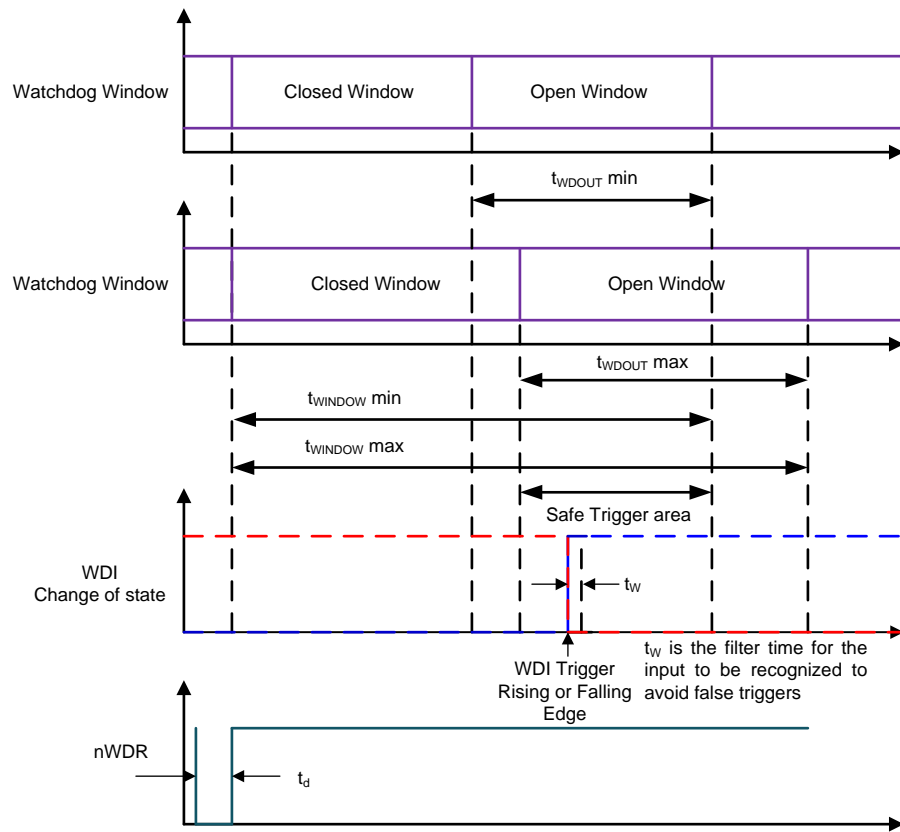 Watchdog Window
Closed Window
Open Window
tWDOUT min
Watchdog Window
Closed Window
Open Window
tWDOUT max
tWINDOW min
tWINDOW max
Safe Trigger area
WDI
Change of state
tW
WDI Trigger
Rising or Falling
Edge
tW is the filter time for the
input to be recognized to
avoid false triggers
nWDR
td